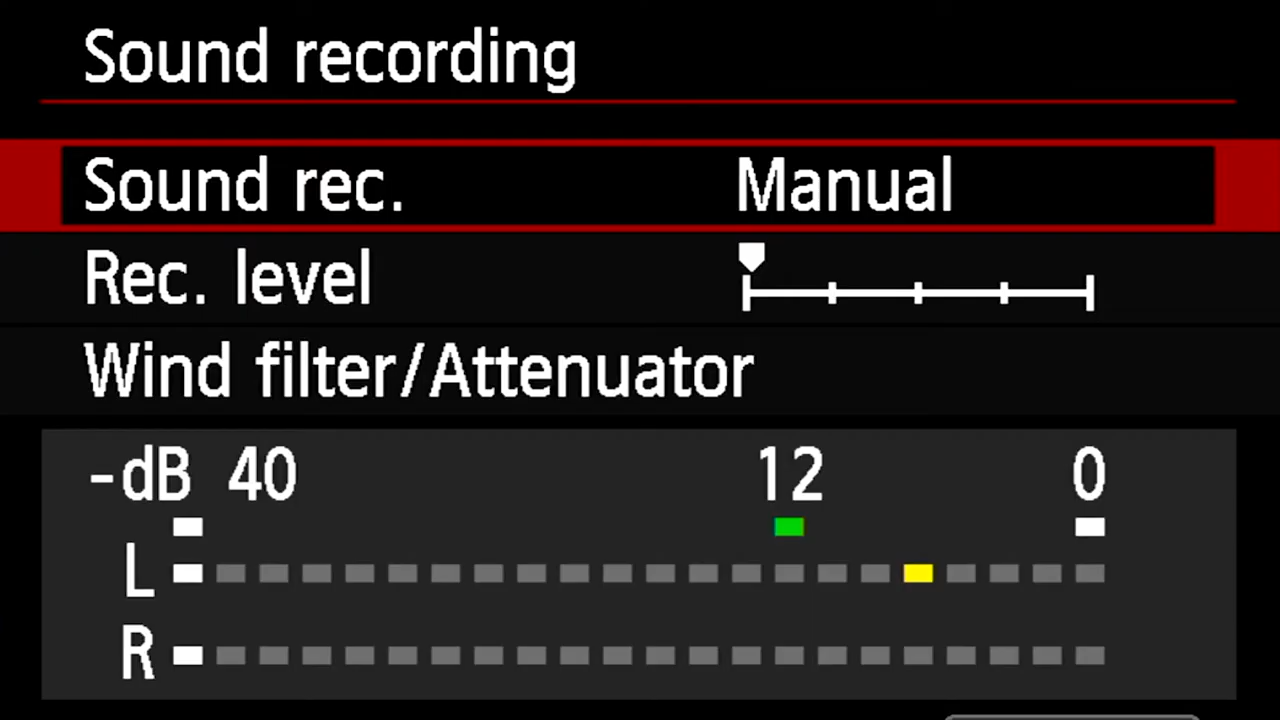 Sound recording
Sound rec. Manual
Rec. level
Wind filter/Attenuator
-dB 40 12 0
L
R